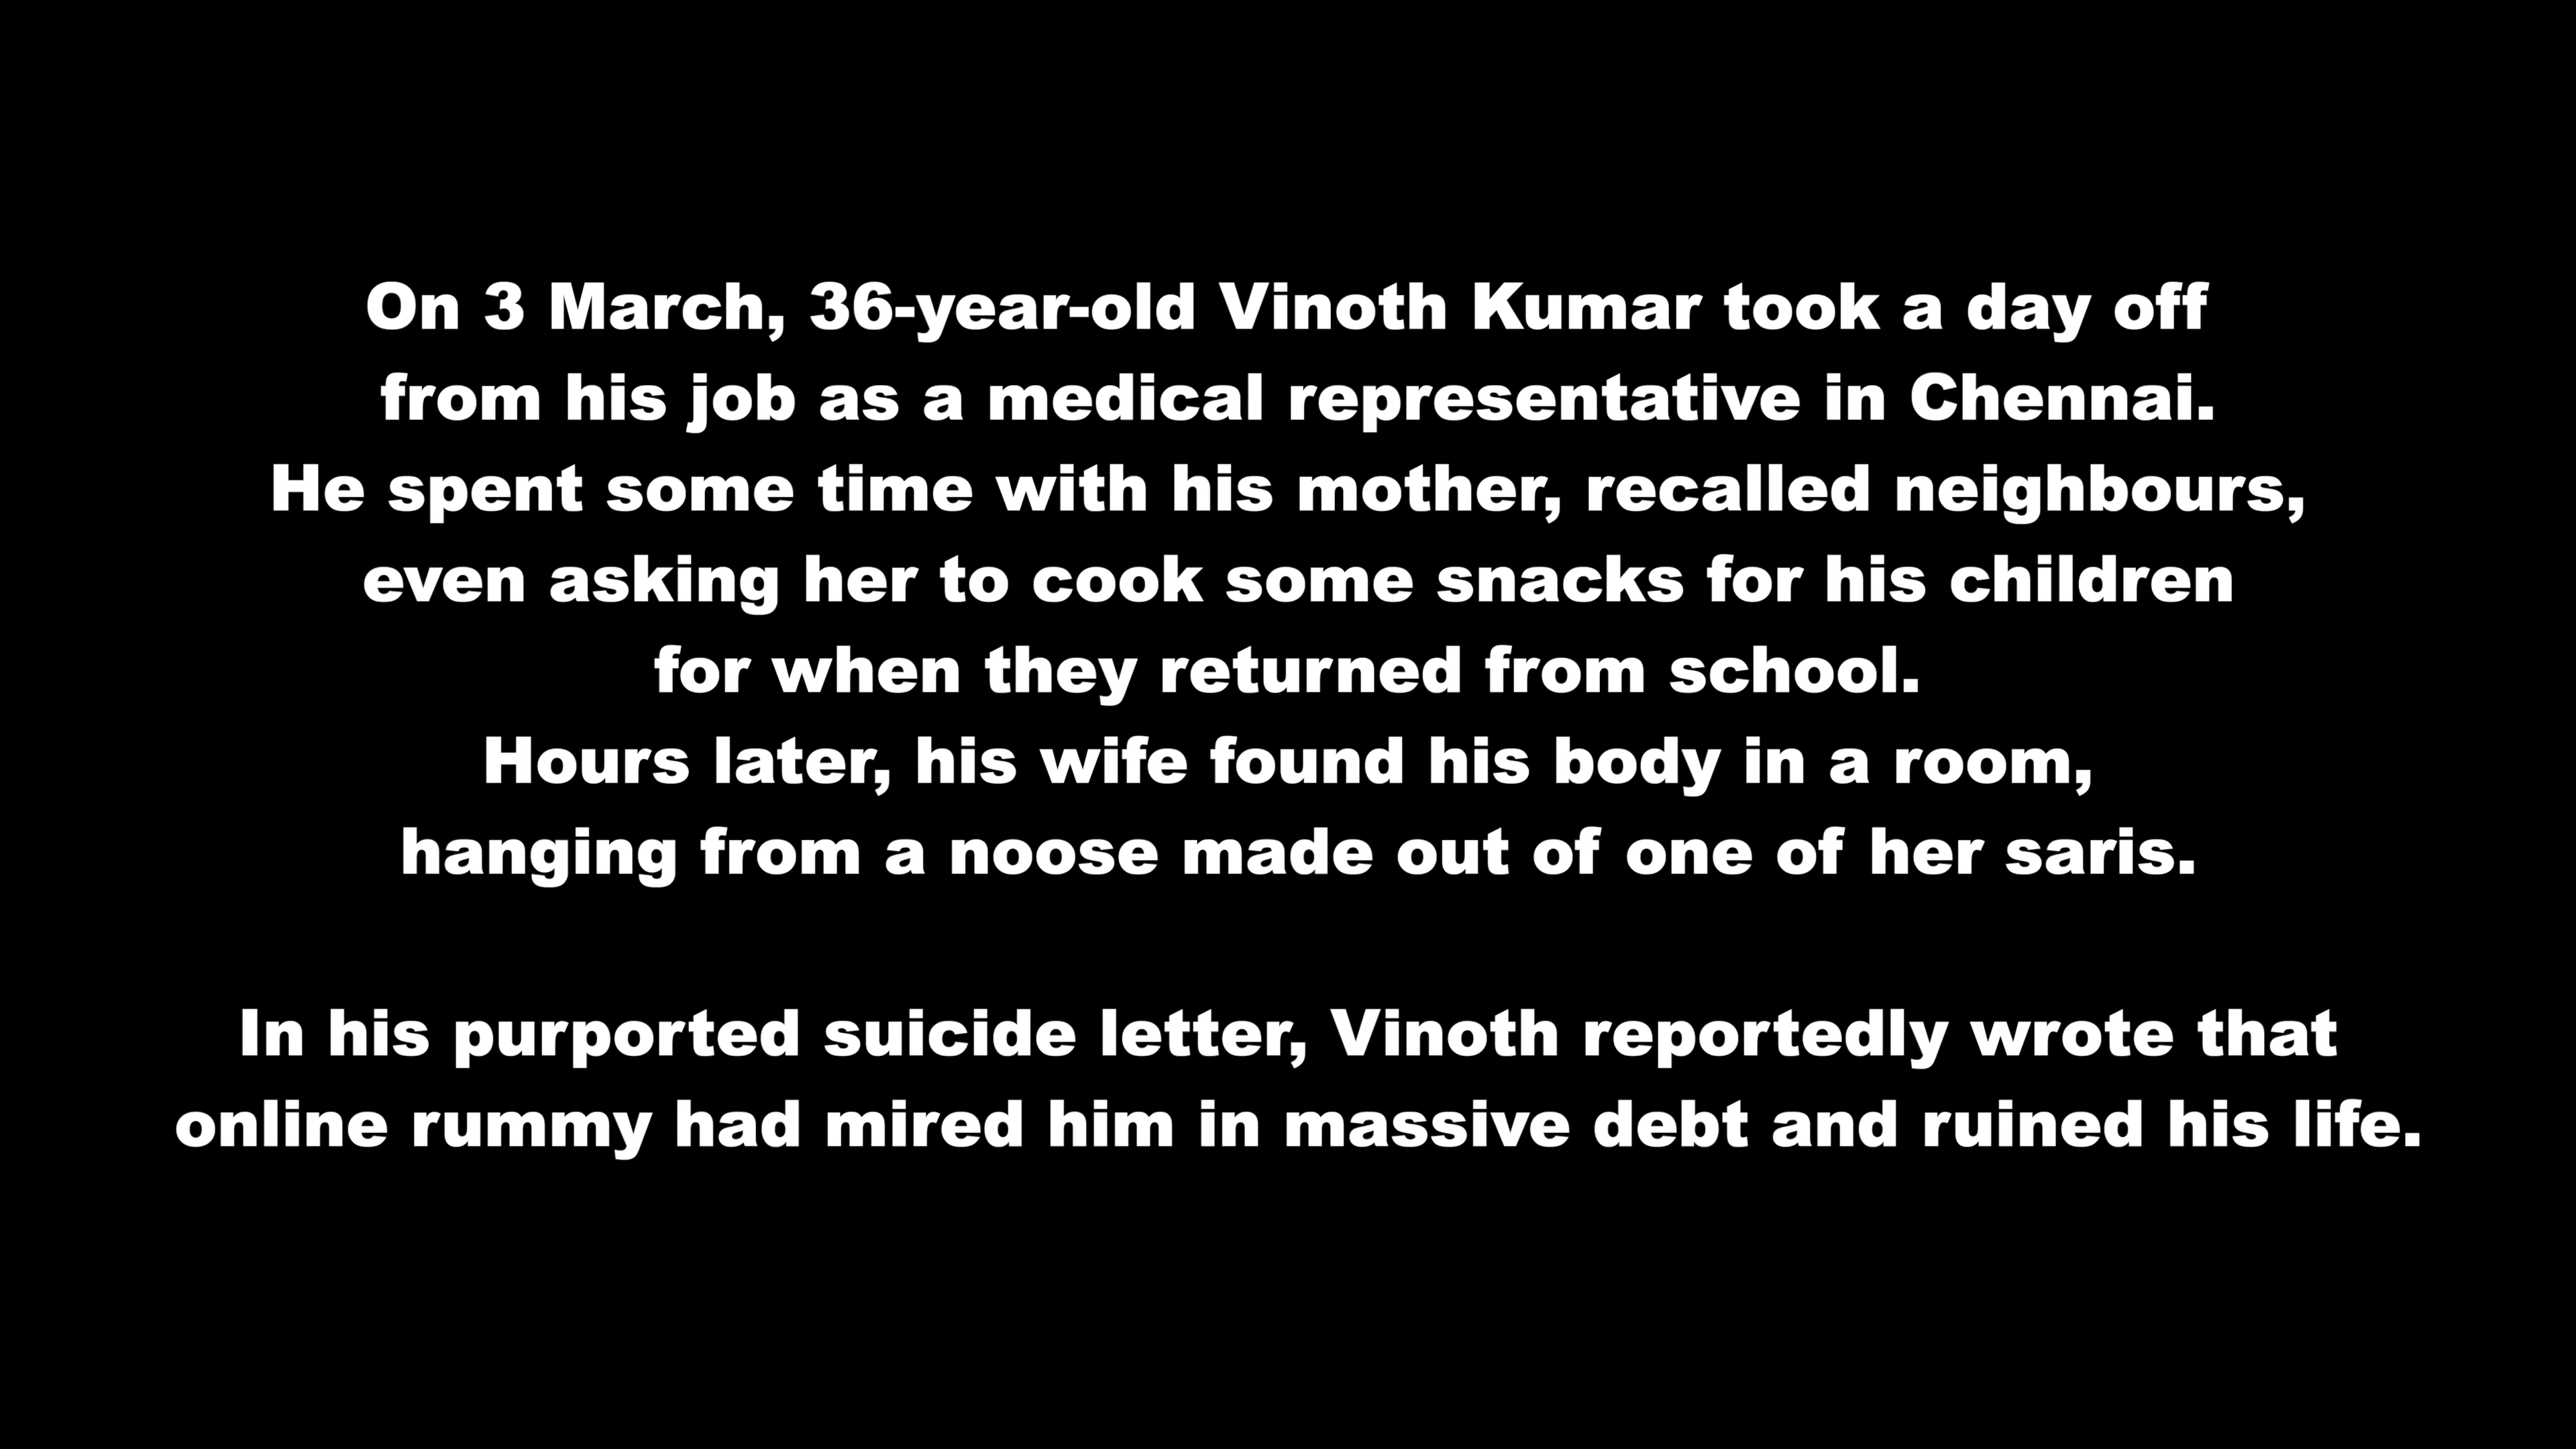 On 3 March, 36-year-old Vinoth Kumar took a day off
from his job as a medical representative in Chennai.
He spent some time with his mother, recalled neighbours,
even asking her to cook some snacks for his children
for when they returned from school.
Hours later, his wife found his body in a room,
hanging from a noose made out of one of her saris.
In his purported suicide letter, Vinoth reportedly wrote that
online rummy had mired him in massive debt and ruined his life.